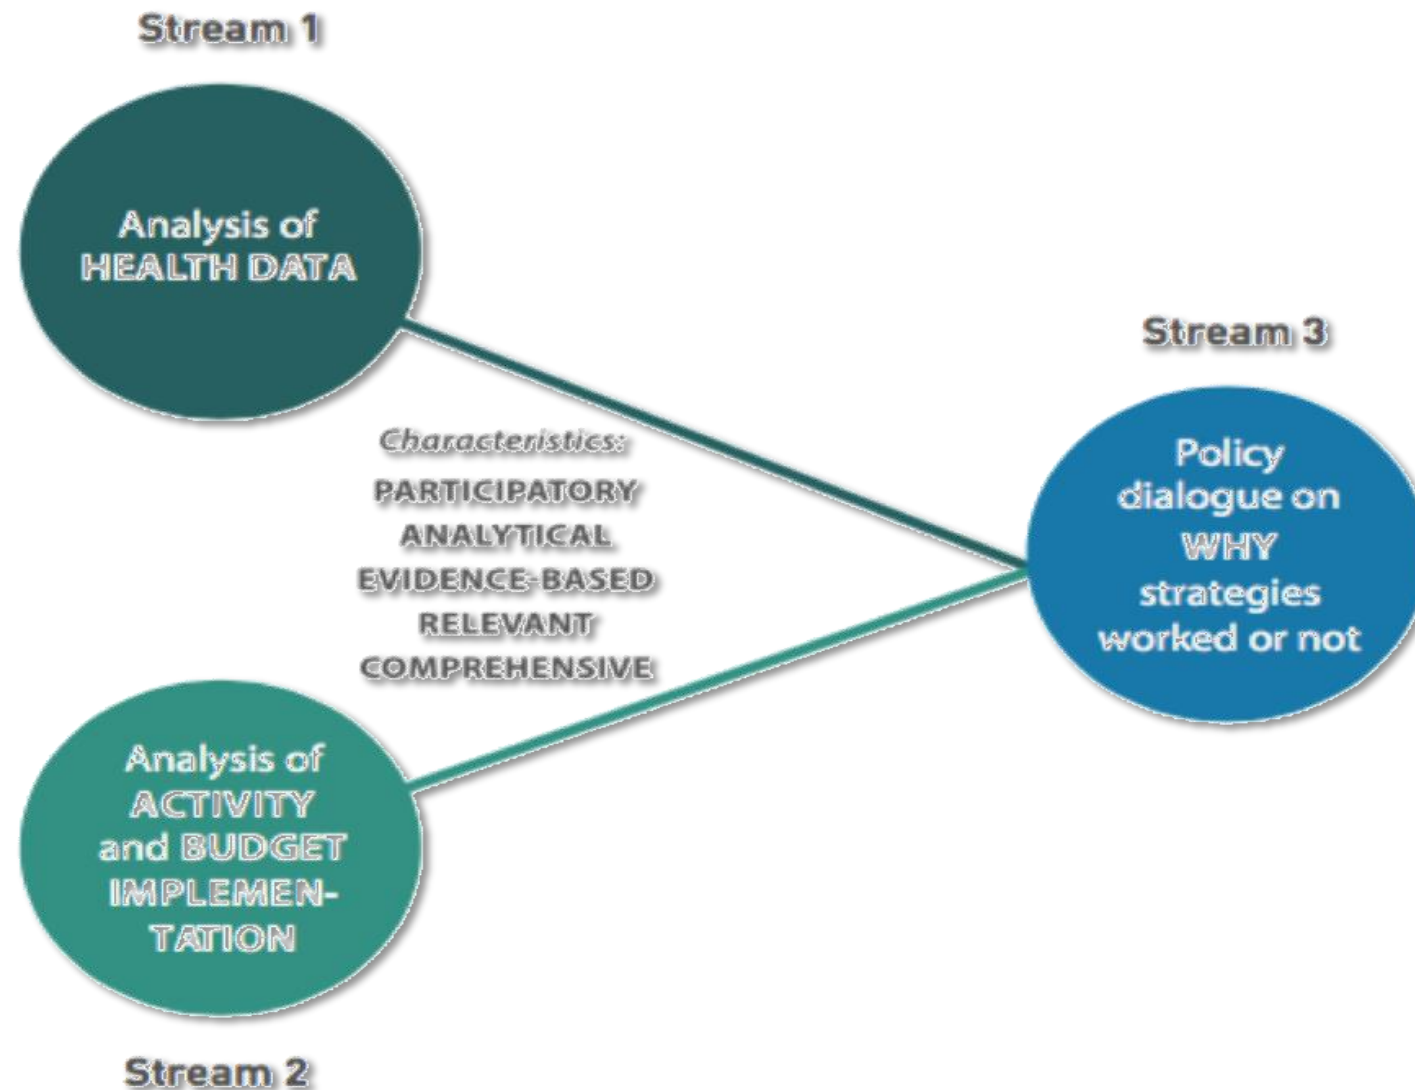 Stream 1
Analysis of
HEALTH DATA
Characteristics:
PARTICIPATORY
ANALYTICAL
EVIDENCE-BASED
RELEVANT
COMPREHENSIVE
Analysis of
ACTIVITY
and BUDGET
IMPLEMEN-
TATION
Stream 2
Stream 3
Policy
dialogue on
WHY
strategies
worked or not